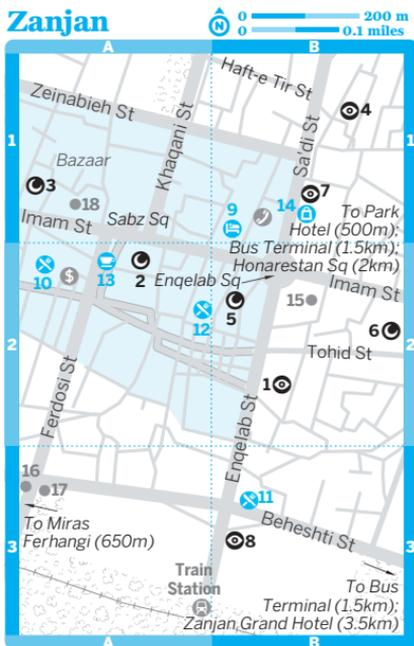 Zanjan
N
0 200 m
0 0.1 miles
A
B
Haft-e Tir St
Zeinabieh St
4
1
1
Khaqani St
Sa'di St
Bazaar
3
7
18
9
14
Imam St
Sabz Sq
To Park
Hotel (500m);
Bus Terminal (1.5km);
Honarestan Sq (2km)
10
$
13
2
Enqelab Sq
Imam St
15
12
5
6
2
2
Tohid St
Ferdosi St
1
Enqelab St
16
17
11
To Miras
Ferhangi (650m)
Beheshti St
8
3
3
Train
Station
To Bus
Terminal (1.5km);
Zanjan Grand Hotel (3.5km)
A
B